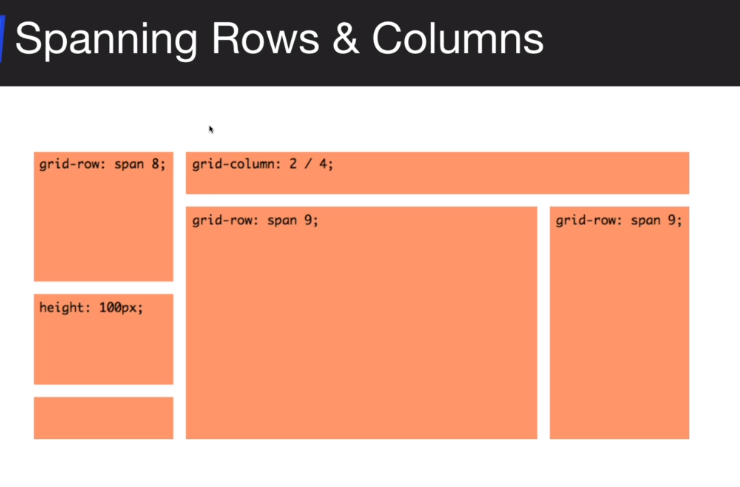 Spanning Rows & Columns
grid-row: span 8;
grid-column: 2 / 4;
grid-row: span 9;
grid-row: span 9;
height: 100px;